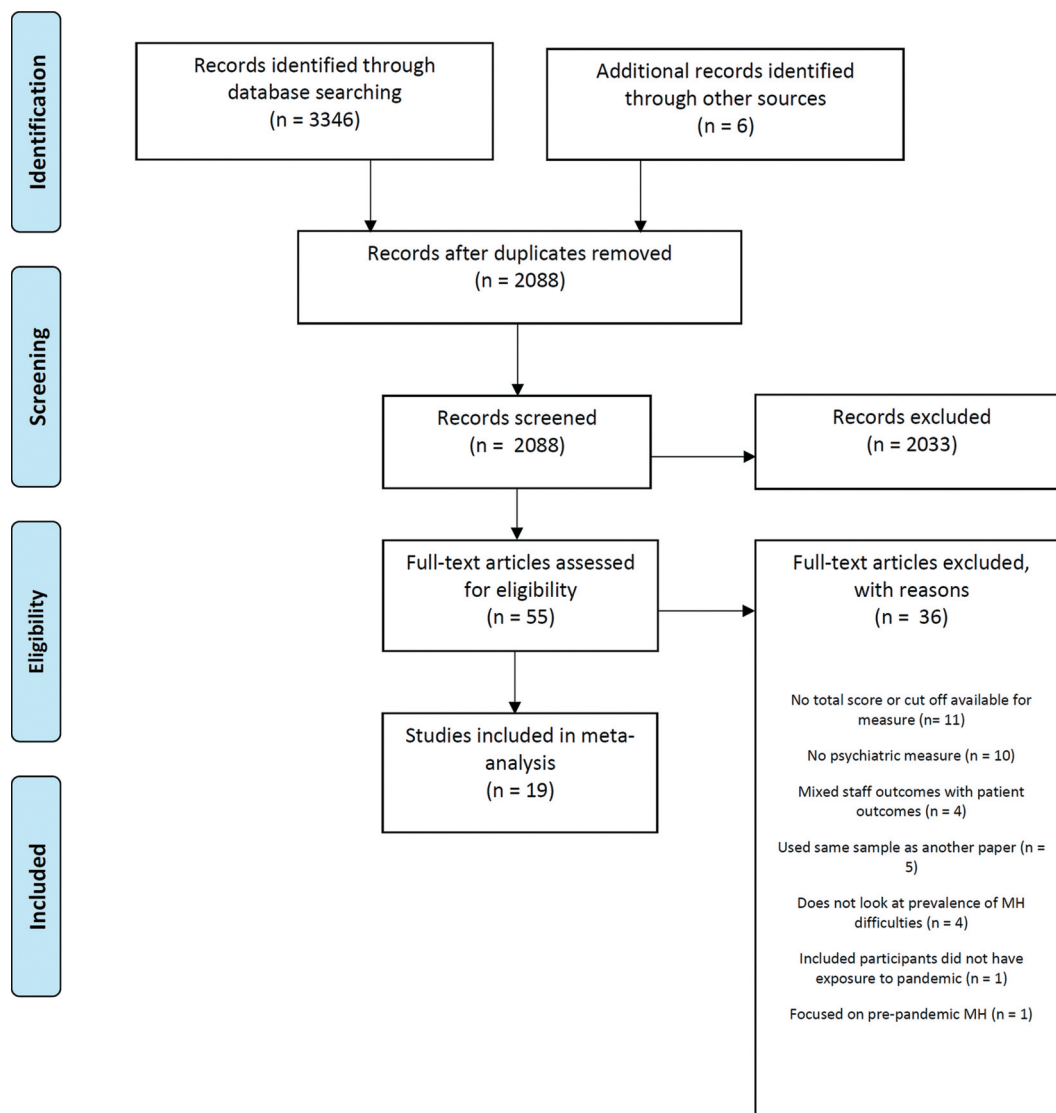 Identification
Records identified through
database searching
(n = 3346)
Additional records identified
through other sources
(n = 6)
Records after duplicates removed
(n = 2088)
Screening
Records screened
(n = 2088)
Records excluded
(n = 2033)
Eligibility
Full-text articles assessed
for eligibility
(n = 55)
Full-text articles excluded,
with reasons
(n = 36)
No total score or cut off available for
measure (n= 11)
No psychiatric measure (n = 10)
Mixed staff outcomes with patient
outcomes (n = 4)
Used same sample as another paper (n =
5)
Does not look at prevalence of MH
difficulties (n = 4)
Included participants did not have
exposure to pandemic (n = 1)
Focused on pre-pandemic MH (n = 1)
Included
Studies included in meta-
analysis
(n = 19)